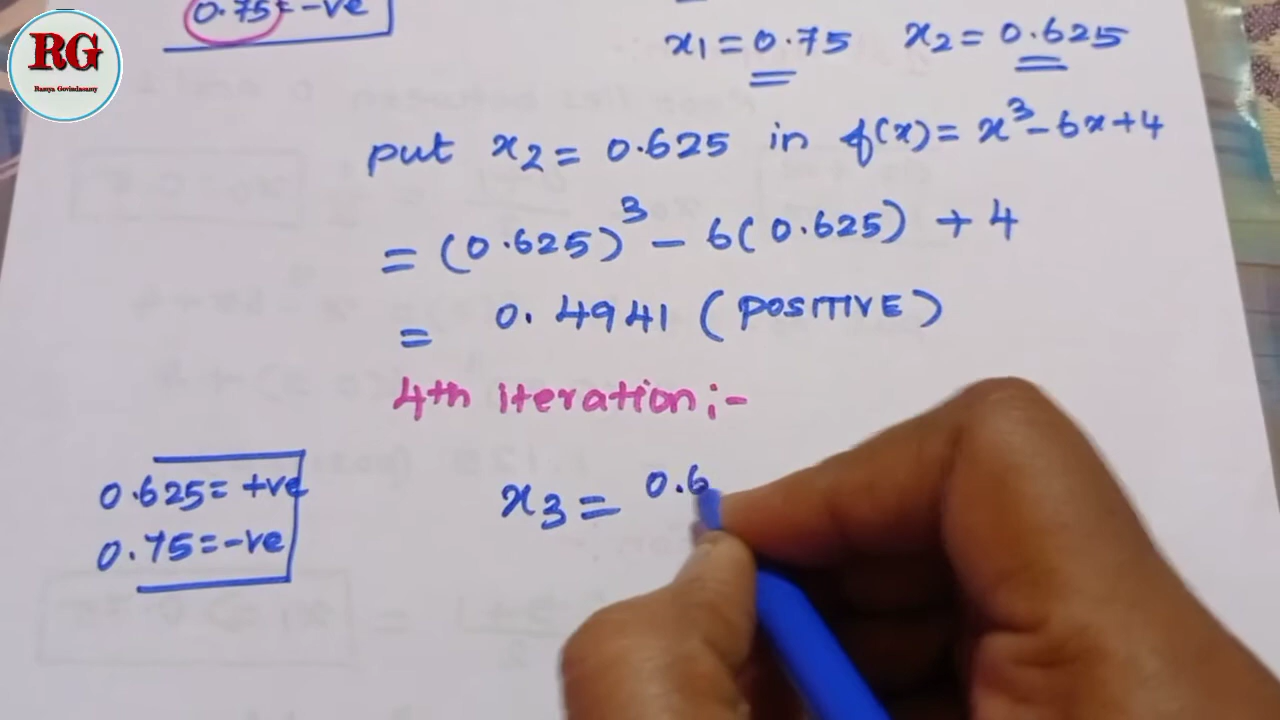 0.75=-ve
RG
Ramya Govindasamy
x1 = 0.75 x2 = 0.625
put x2 = 0.625 in f(x) = x³ - 6x + 4
= (0.625)³ - 6(0.625) + 4
= 0.4941 (POSITIVE)
4th iteration:-
0.625= +ve
0.75=-ve
x3 = 0.6